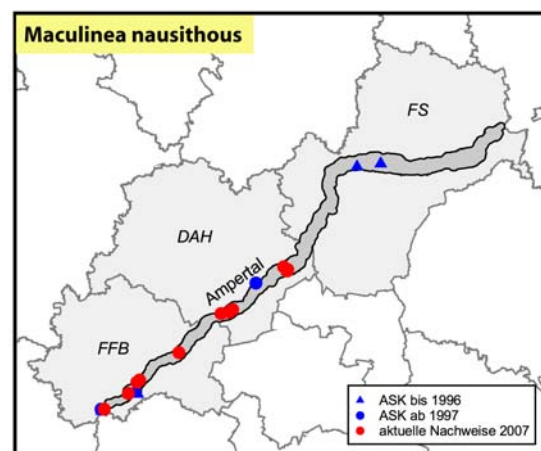 Maculinea nausithous
FS
DAH
Ampertal
FFB
ASK bis 1996
ASK ab 1997
aktuelle Nachweise 2007